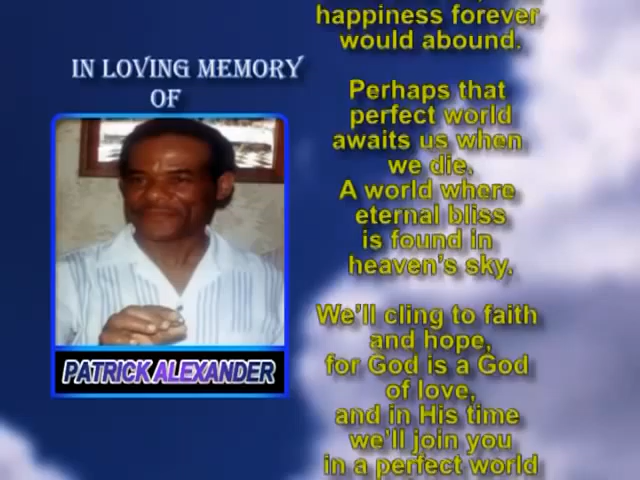 IN LOVING MEMORY
OF
PATRICK ALEXANDER
happiness forever
would abound.
Perhaps that
perfect world
awaits us when
we die.
A world where
eternal bliss
is found in
heaven's sky.
We'll cling to faith
and hope,
for God is a God
of love,
and in His time
we'll join you
in a perfect world